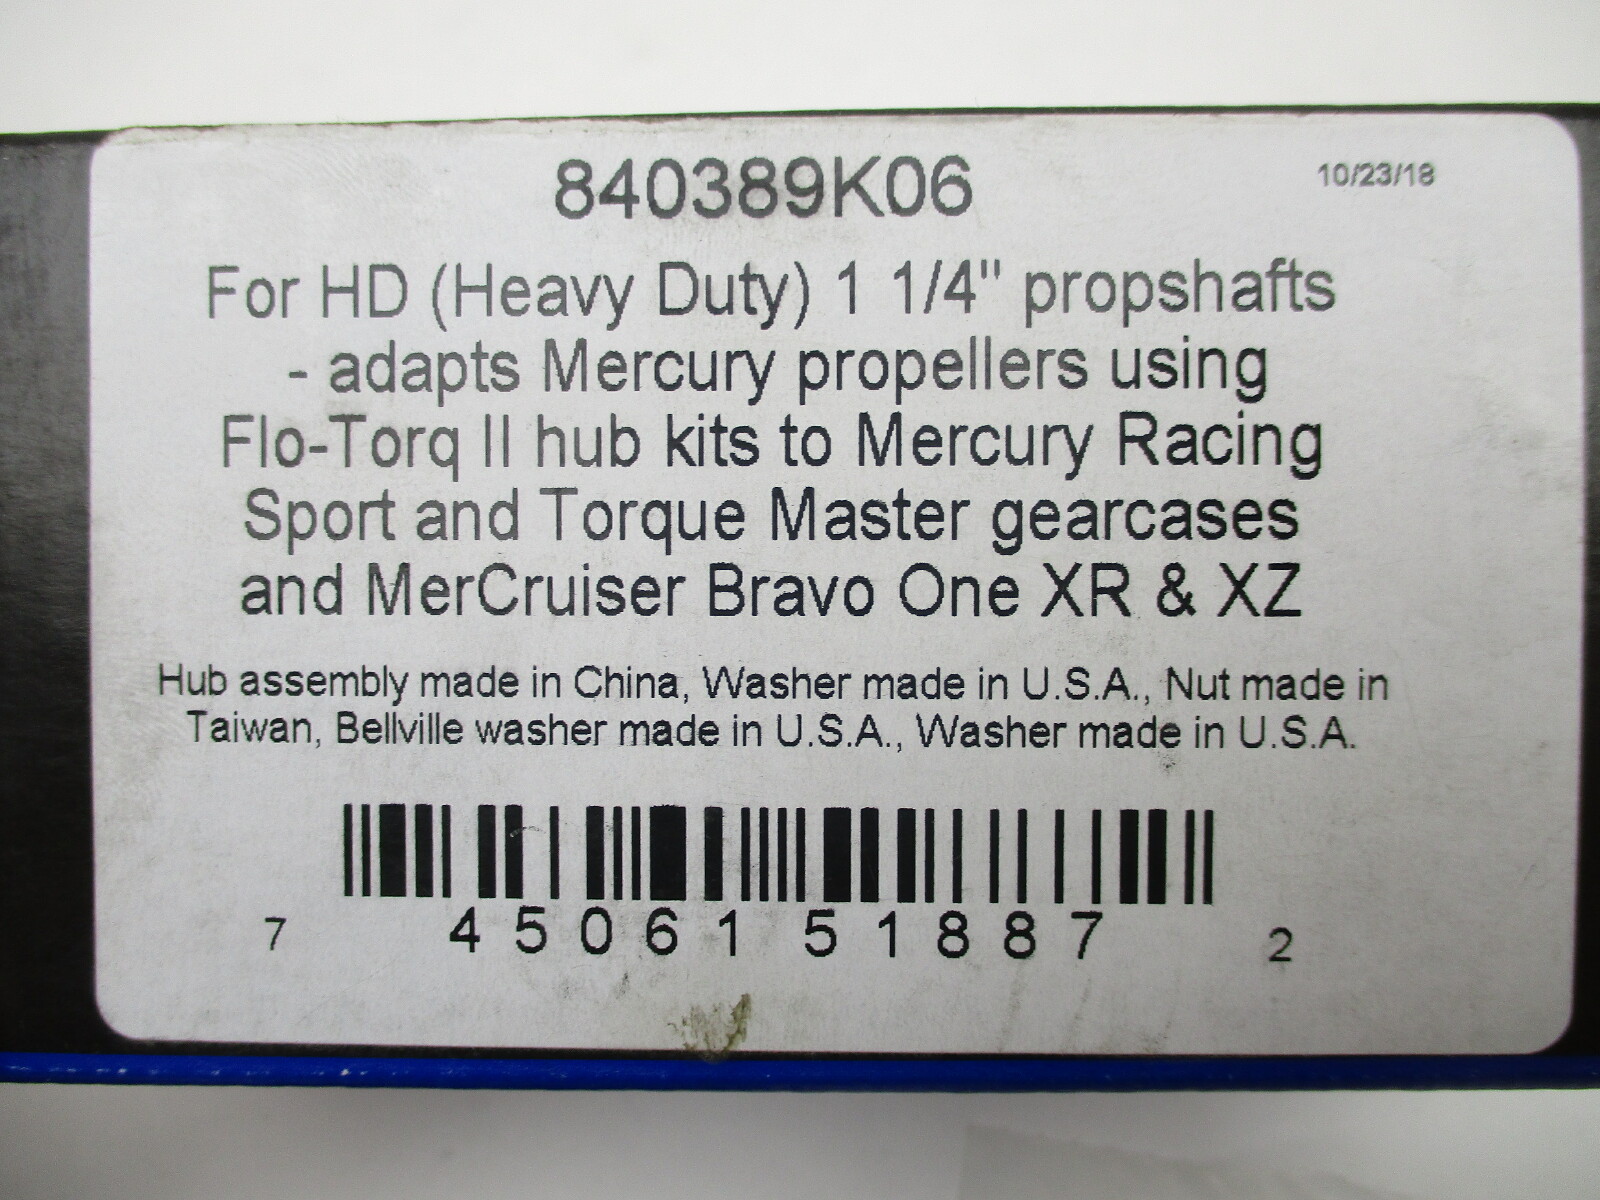 840389K06
10/23/18
For HD (Heavy Duty) 1 1/4" propshafts
- adapts Mercury propellers using
Flo-Torq II hub kits to Mercury Racing
Sport and Torque Master gearcases
and MerCruiser Bravo One XR & XZ
Hub assembly made in China, Washer made in U.S.A., Nut made in
Taiwan, Bellville washer made in U.S.A., Washer made in U.S.A.
7 45061 51887 2